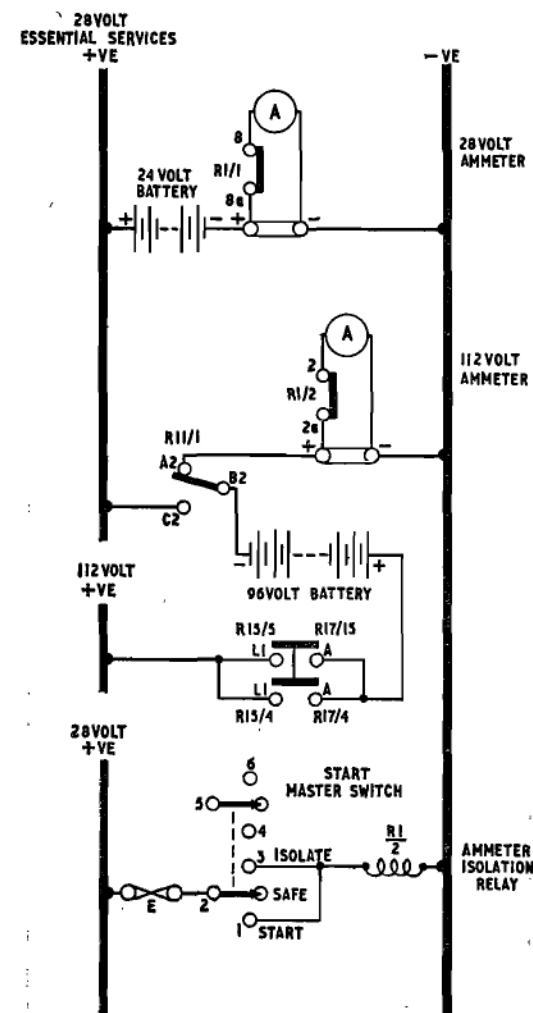 28VOLT
ESSENTIAL SERVICES
+VE
-VE
A
8
R1/1
8a
28VOLT
AMMETER
24 VOLT
BATTERY
+ - + -
A
2
R1/2
2a
112VOLT
AMMETER
+ -
R11/1
A2
B2
C2
- +
96VOLT BATTERY
112VOLT
+VE
R15/5 R17/15
L1 A
L1 A
R15/4 R17/4
28VOLT
+VE
6
START
MASTER SWITCH
5
4
3 ISOLATE
R1
2
AMMETER
ISOLATION
RELAY
E 2 SAFE
1 START